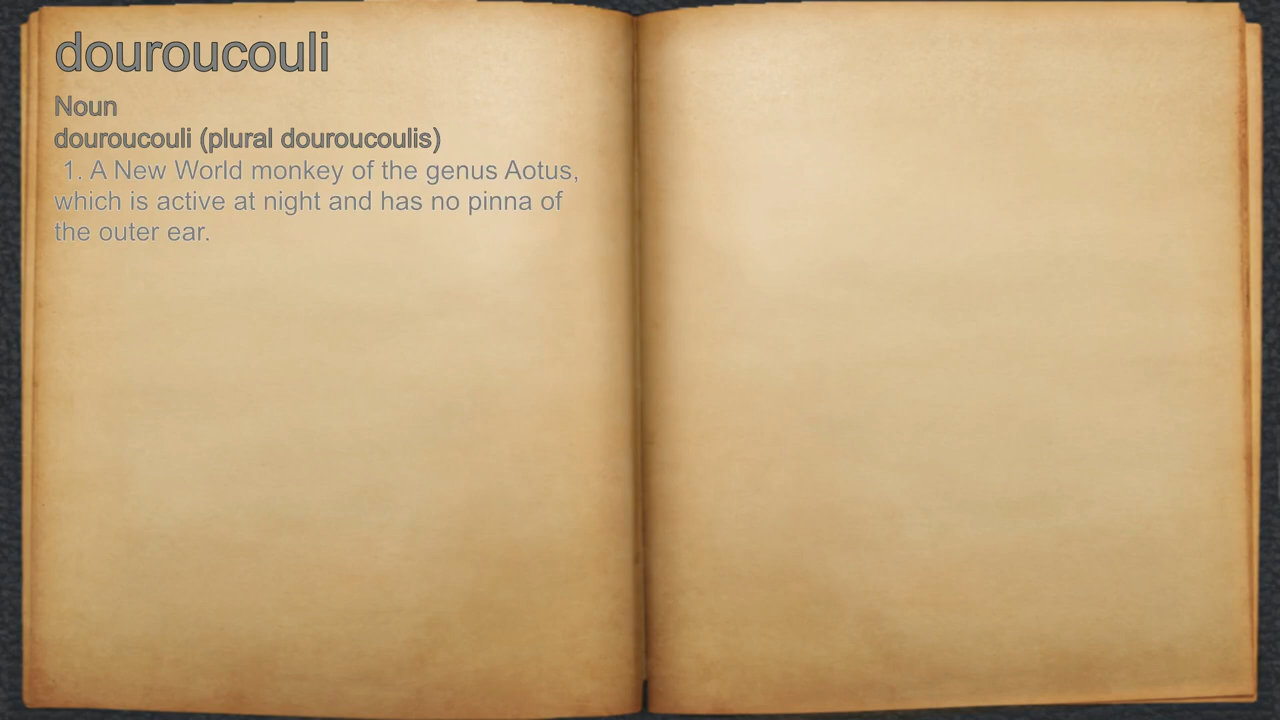 douroucouli
Noun
douroucouli (plural douroucoulis)
1. A New World monkey of the genus Aotus,
which is active at night and has no pinna of
the outer ear.